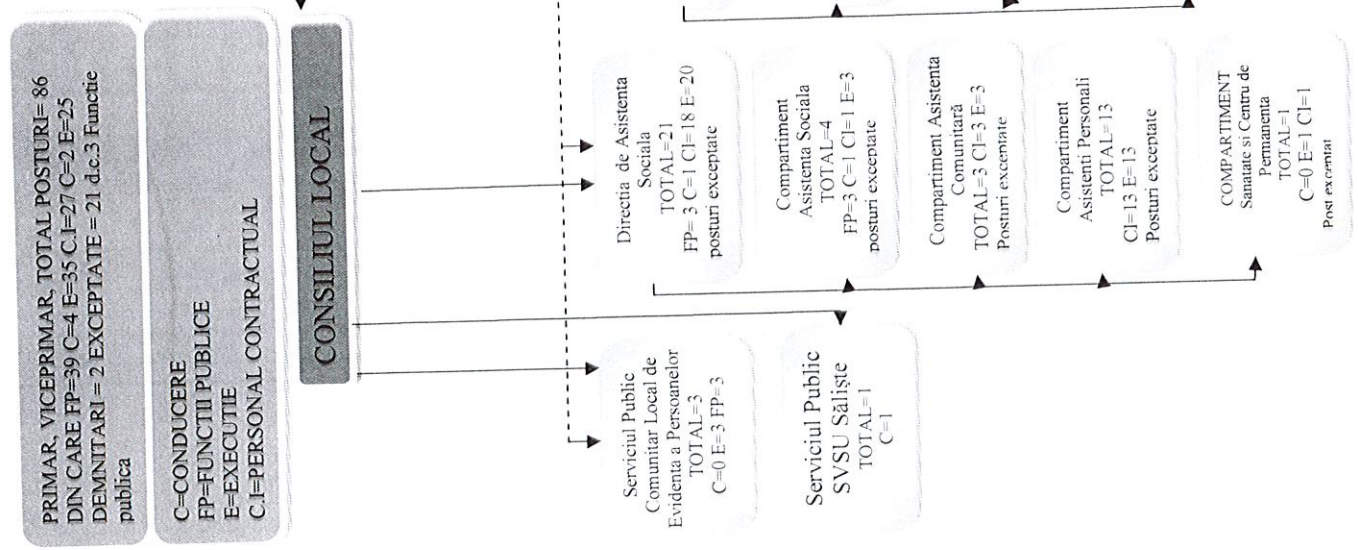 PRIMAR, VICEPRIMAR, TOTAL POSTURI= 86
DIN CARE FP=39 C=4 E=35 C.I=27 C=2 E=25
DEMNITARI = 2 EXCEPTATE = 21 d.c.3 Functie
publica
C=CONDUCERE
FP=FUNCTII PUBLICE
E=EXECUTIE
C.I=PERSONAL CONTRACTUAL
CONSILIUL LOCAL
Serviciul Public
Comunitar Local de
Evidenta a Persoanelor
TOTAL=3
C=0 E=3 FP=3
Serviciul Public
SVSU Săliște
TOTAL=1
C=1
Directia de Asistenta
Sociala
TOTAL=21
FP= 3 C=1 CI=18 E=20
posturi exceptate
Compartiment
Asistenta Sociala
TOTAL=4
FP=3 C=1 CI=1 E=3
posturi exceptate
Compartiment Asistenta
Comunitară
TOTAL=3 CI=3 E=3
Posturi exceptate
Compartiment
Asistenti Personali
TOTAL=13
CI=13 E=13
Posturi exceptate
COMPARTIMENT
Sanatate si Centru de
Permanenta
TOTAL=1
C=0 E=1 CI=1
Post exceptat